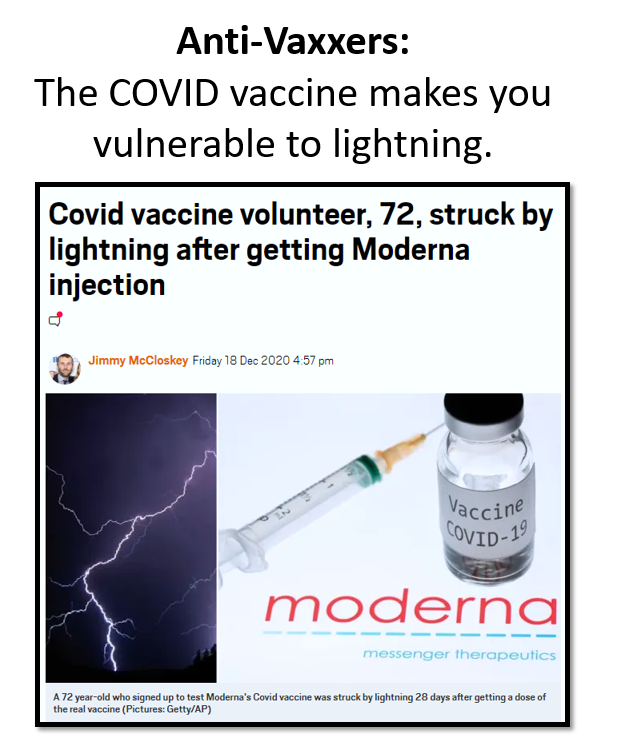 Anti-Vaxxers:
The COVID vaccine makes you
vulnerable to lightning.
Covid vaccine volunteer, 72, struck by
lightning after getting Moderna
injection
Jimmy McCloskey Friday 18 Dec 2020 4:57 pm
Vaccine
COVID-19
moderna
messenger therapeutics
A 72 year-old who signed up to test Moderna's Covid vaccine was struck by lightning 28 days after getting a dose of
the real vaccine (Pictures: Getty/AP)